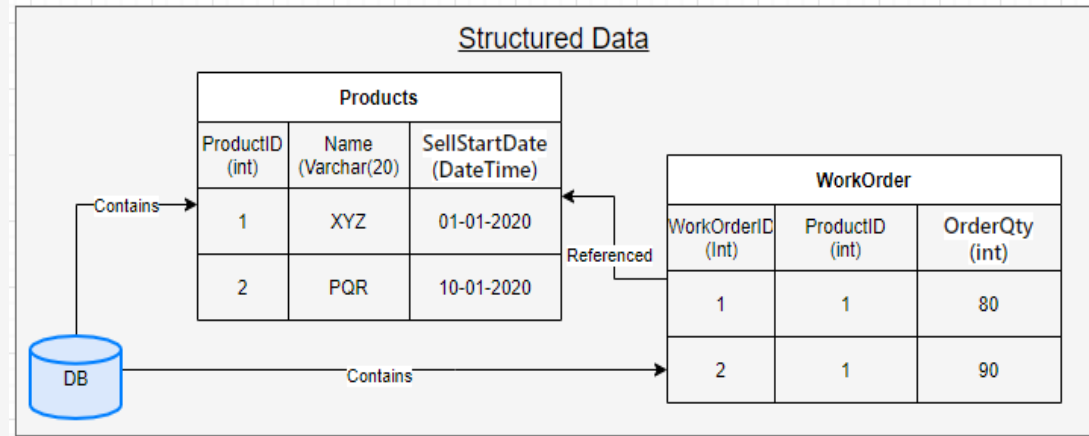 Structured Data
Products
ProductID
(int)
Name
(Varchar(20)
SellStartDate
(DateTime)
1
XYZ
01-01-2020
2
PQR
10-01-2020
Contains
Referenced
WorkOrder
WorkOrderID
(Int)
ProductID
(int)
OrderQty
(int)
1
1
80
2
1
90
DB
Contains